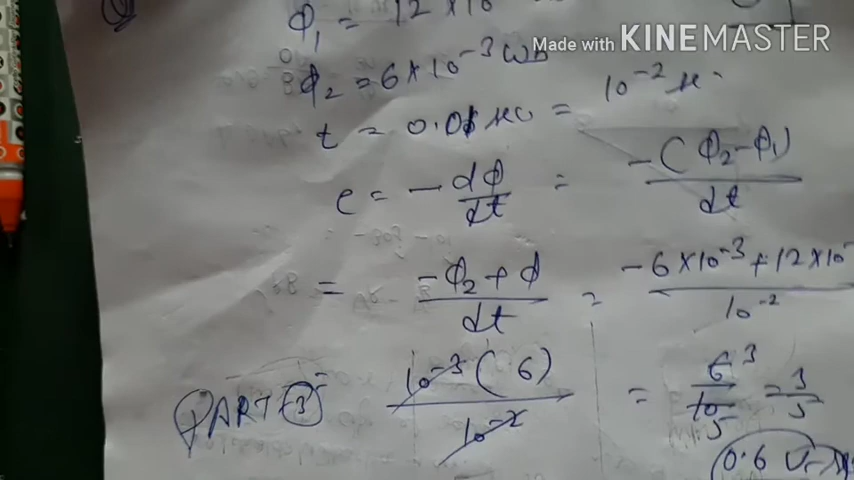 Made with KINEMASTER
ϕ₁ = 12 × 10
ϕ₂ = 6 × 10⁻³ Wb
t = 0.01 sec = 10⁻² sec
e = - dϕ/dt = -(ϕ₂ - ϕ₁)/dt
= (-ϕ₂ + ϕ)/dt = (-6 × 10⁻³ + 12 × 10⁻)/10⁻²
PART 3 10⁻³(6)/10⁻² = 6 3/10 5 = 3/5
0.6